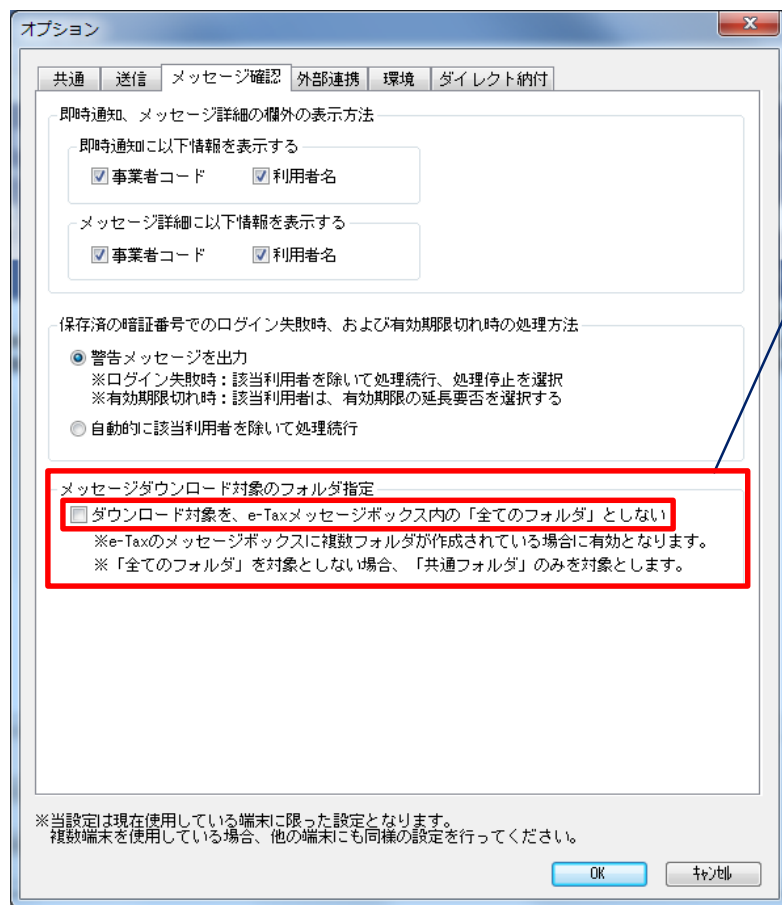 オプション
共通 送信 メッセージ確認 外部連携 環境 ダイレクト納付
即時通知、メッセージ詳細の欄外の表示方法
即時通知に以下情報を表示する
事業者コード 利用者名
メッセージ詳細に以下情報を表示する
事業者コード 利用者名
保存済の暗証番号でのログイン失敗時、および有効期限切れ時の処理方法
警告メッセージを出力
※ログイン失敗時：該当利用者を除いて処理続行、処理停止を選択
※有効期限切れ時：該当利用者は、有効期限の延長要否を選択する
自動的に該当利用者を除いて処理続行
メッセージダウンロード対象のフォルダ指定
ダウンロード対象を、e-Taxメッセージボックス内の「全てのフォルダ」としない
※e-Taxのメッセージボックスに複数フォルダが作成されている場合に有効となります。
※「全てのフォルダ」を対象としない場合、「共通フォルダ」のみを対象とします。
※当設定は現在使用している端末に限った設定となります。
複数端末を使用している場合、他の端末にも同様の設定を行ってください。
OK ｷｬﾝｾﾙ